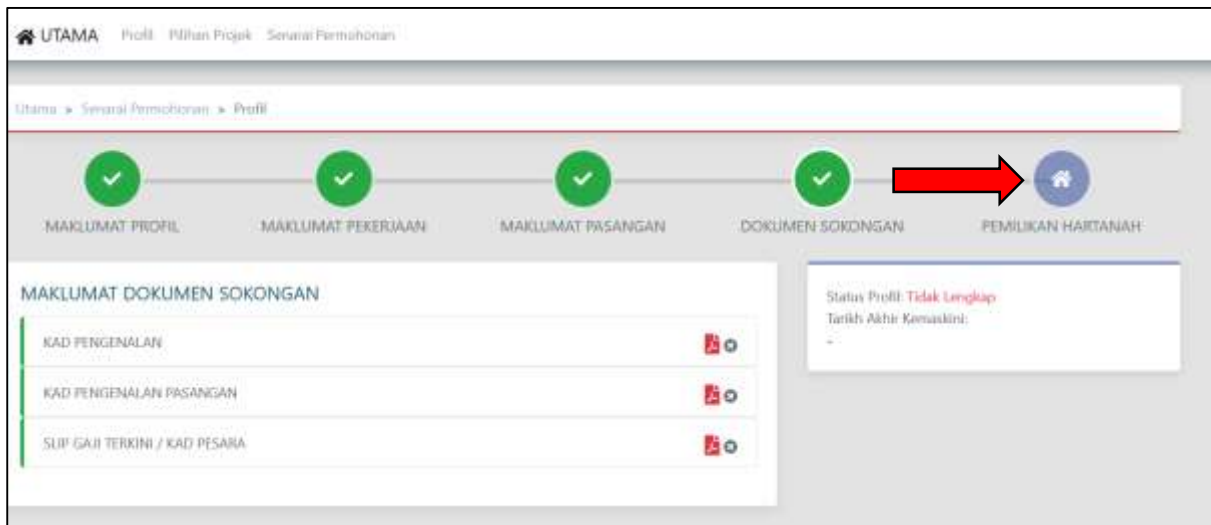 UTAMA Profil Pilihan Projek Senarai Permohonan
Utama » Senarai Permohonan » Profil
MAKLUMAT PROFIL MAKLUMAT PEKERJAAN MAKLUMAT PASANGAN DOKUMEN SOKONGAN PEMILIKAN HARTANAH
MAKLUMAT DOKUMEN SOKONGAN
KAD PENGENALAN
KAD PENGENALAN PASANGAN
SLIP GAJI TERKINI / KAD PESARA
Status Profil: Tidak Lengkap
Tarikh Akhir Kemaskini:
-